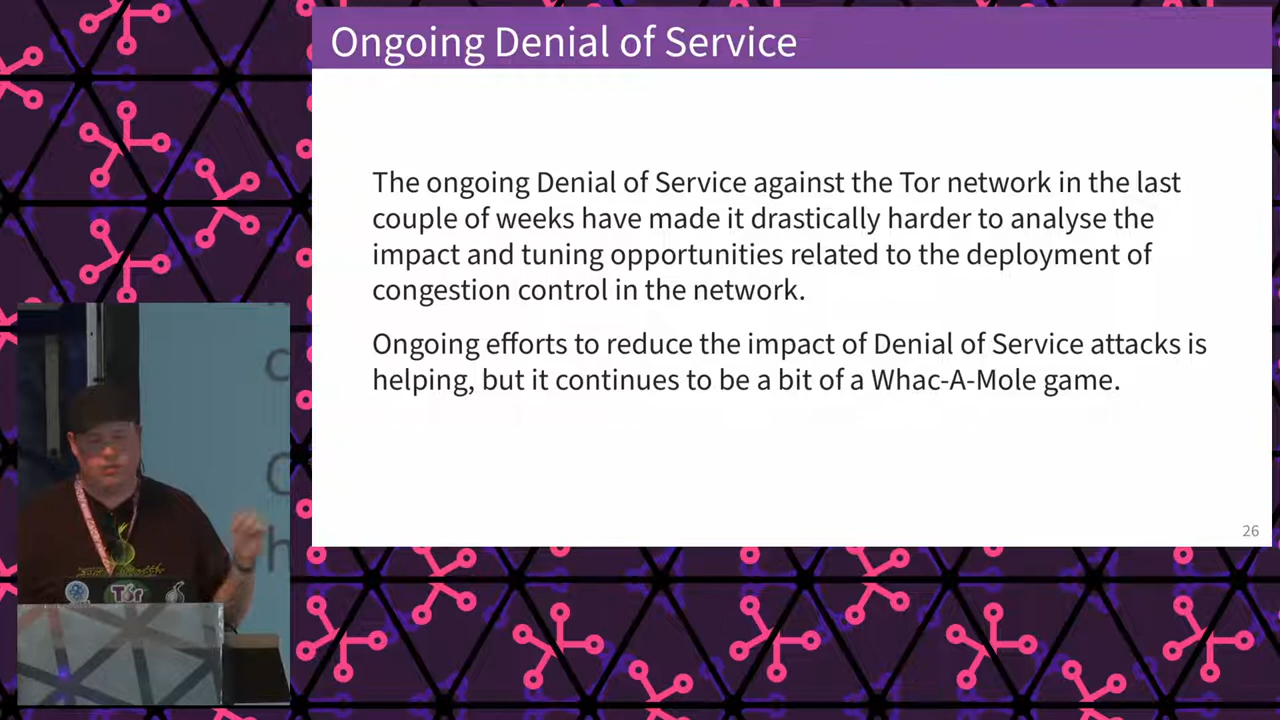 Ongoing Denial of Service
The ongoing Denial of Service against the Tor network in the last
couple of weeks have made it drastically harder to analyse the
impact and tuning opportunities related to the deployment of
congestion control in the network.
Ongoing efforts to reduce the impact of Denial of Service attacks is
helping, but it continues to be a bit of a Whac-A-Mole game.
26
c
C
h
Tor